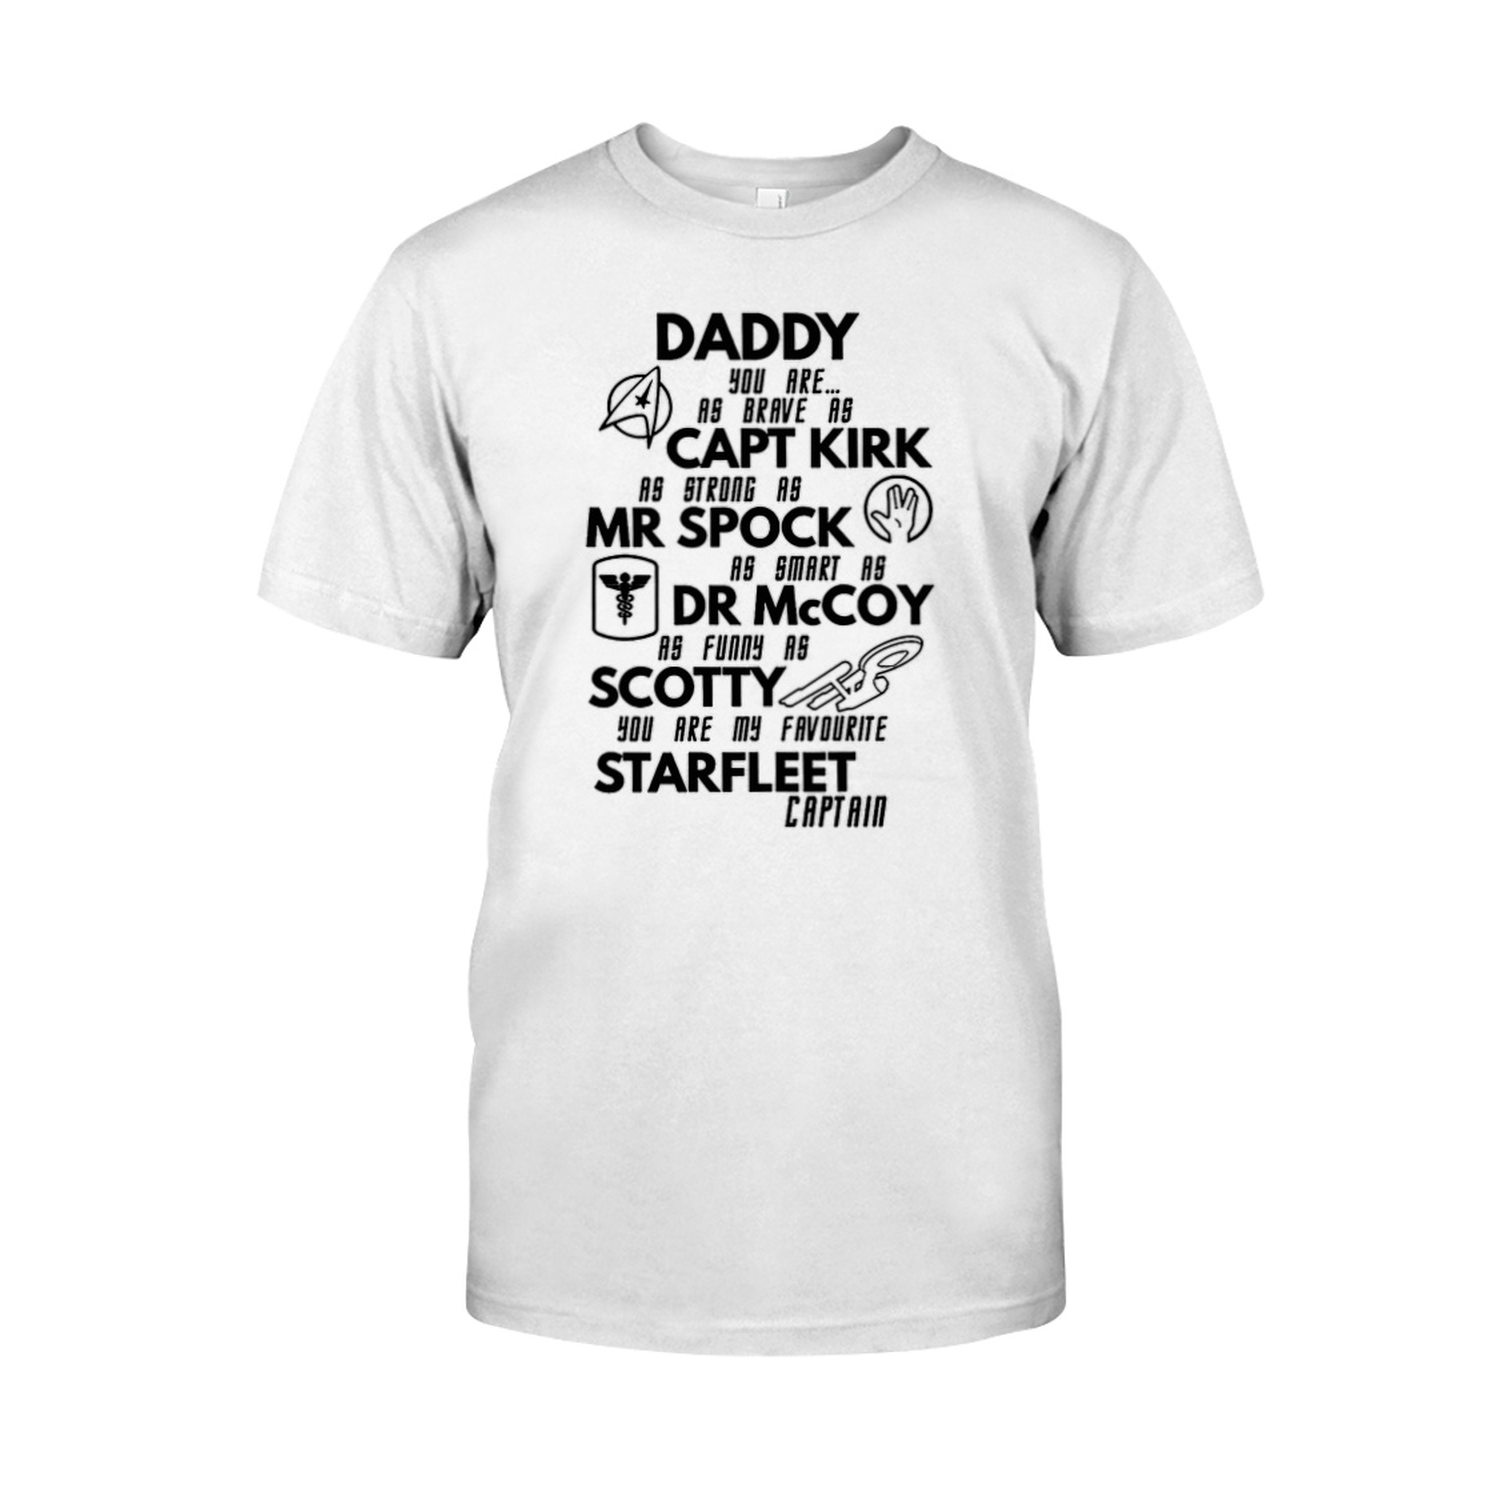 DADDY
YOU ARE...
AS BRAVE AS
CAPT KIRK
AS STRONG AS
MR SPOCK
AS SMART AS
DR McCOY
AS FUNNY AS
SCOTTY
YOU ARE MY FAVOURITE
STARFLEET
CAPTAIN